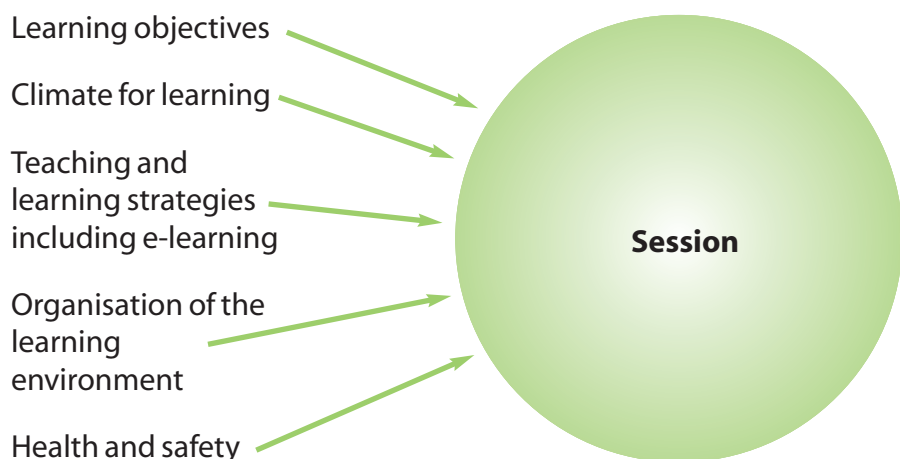 Learning objectives
Climate for learning
Teaching and
learning strategies
including e-learning
Session
Organisation of the
learning
environment
Health and safety